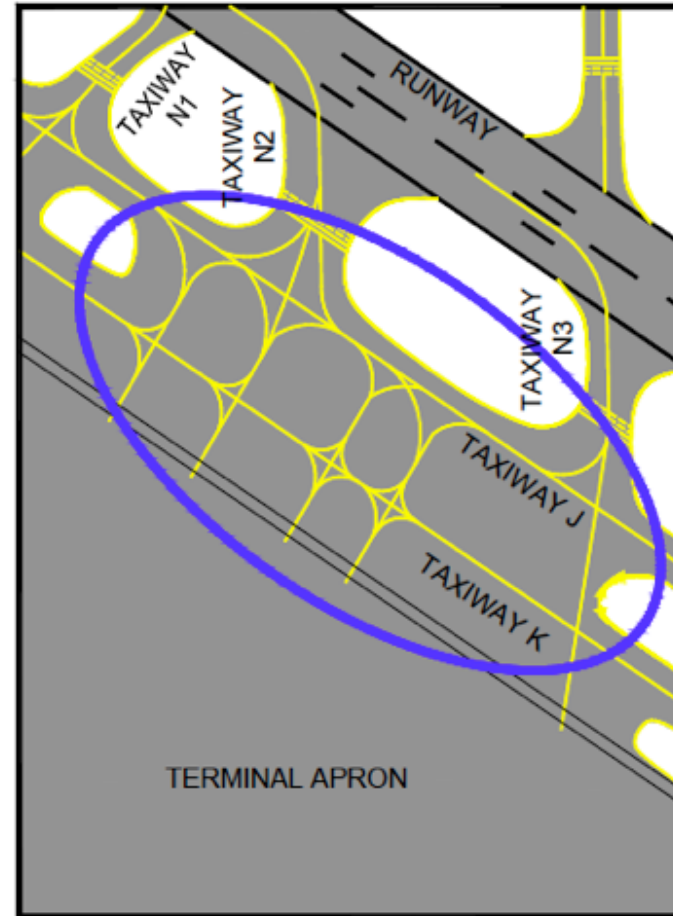 TAXIWAY
N1
TAXIWAY
N2
RUNWAY
TAXIWAY
N3
TAXIWAY J
TAXIWAY K
TERMINAL APRON